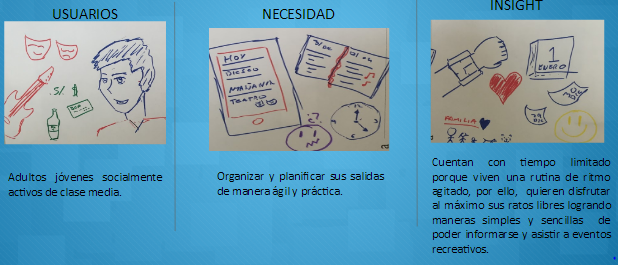 USUARIOS
S/ $
Adultos jóvenes socialmente
activos de clase media.
NECESIDAD
HOY
DISCEO
MAÑANA
TEATRO
Organizar y planificar sus salidas
de manera ágil y práctica.
INSIGHT
1
ENERO
FAMILIA
Cuentan con tiempo limitado
porque viven una rutina de ritmo
agitado, por ello, quieren disfrutar
al máximo sus ratos libres logrando
maneras simples y sencillas de
poder informarse y asistir a eventos
recreativos.